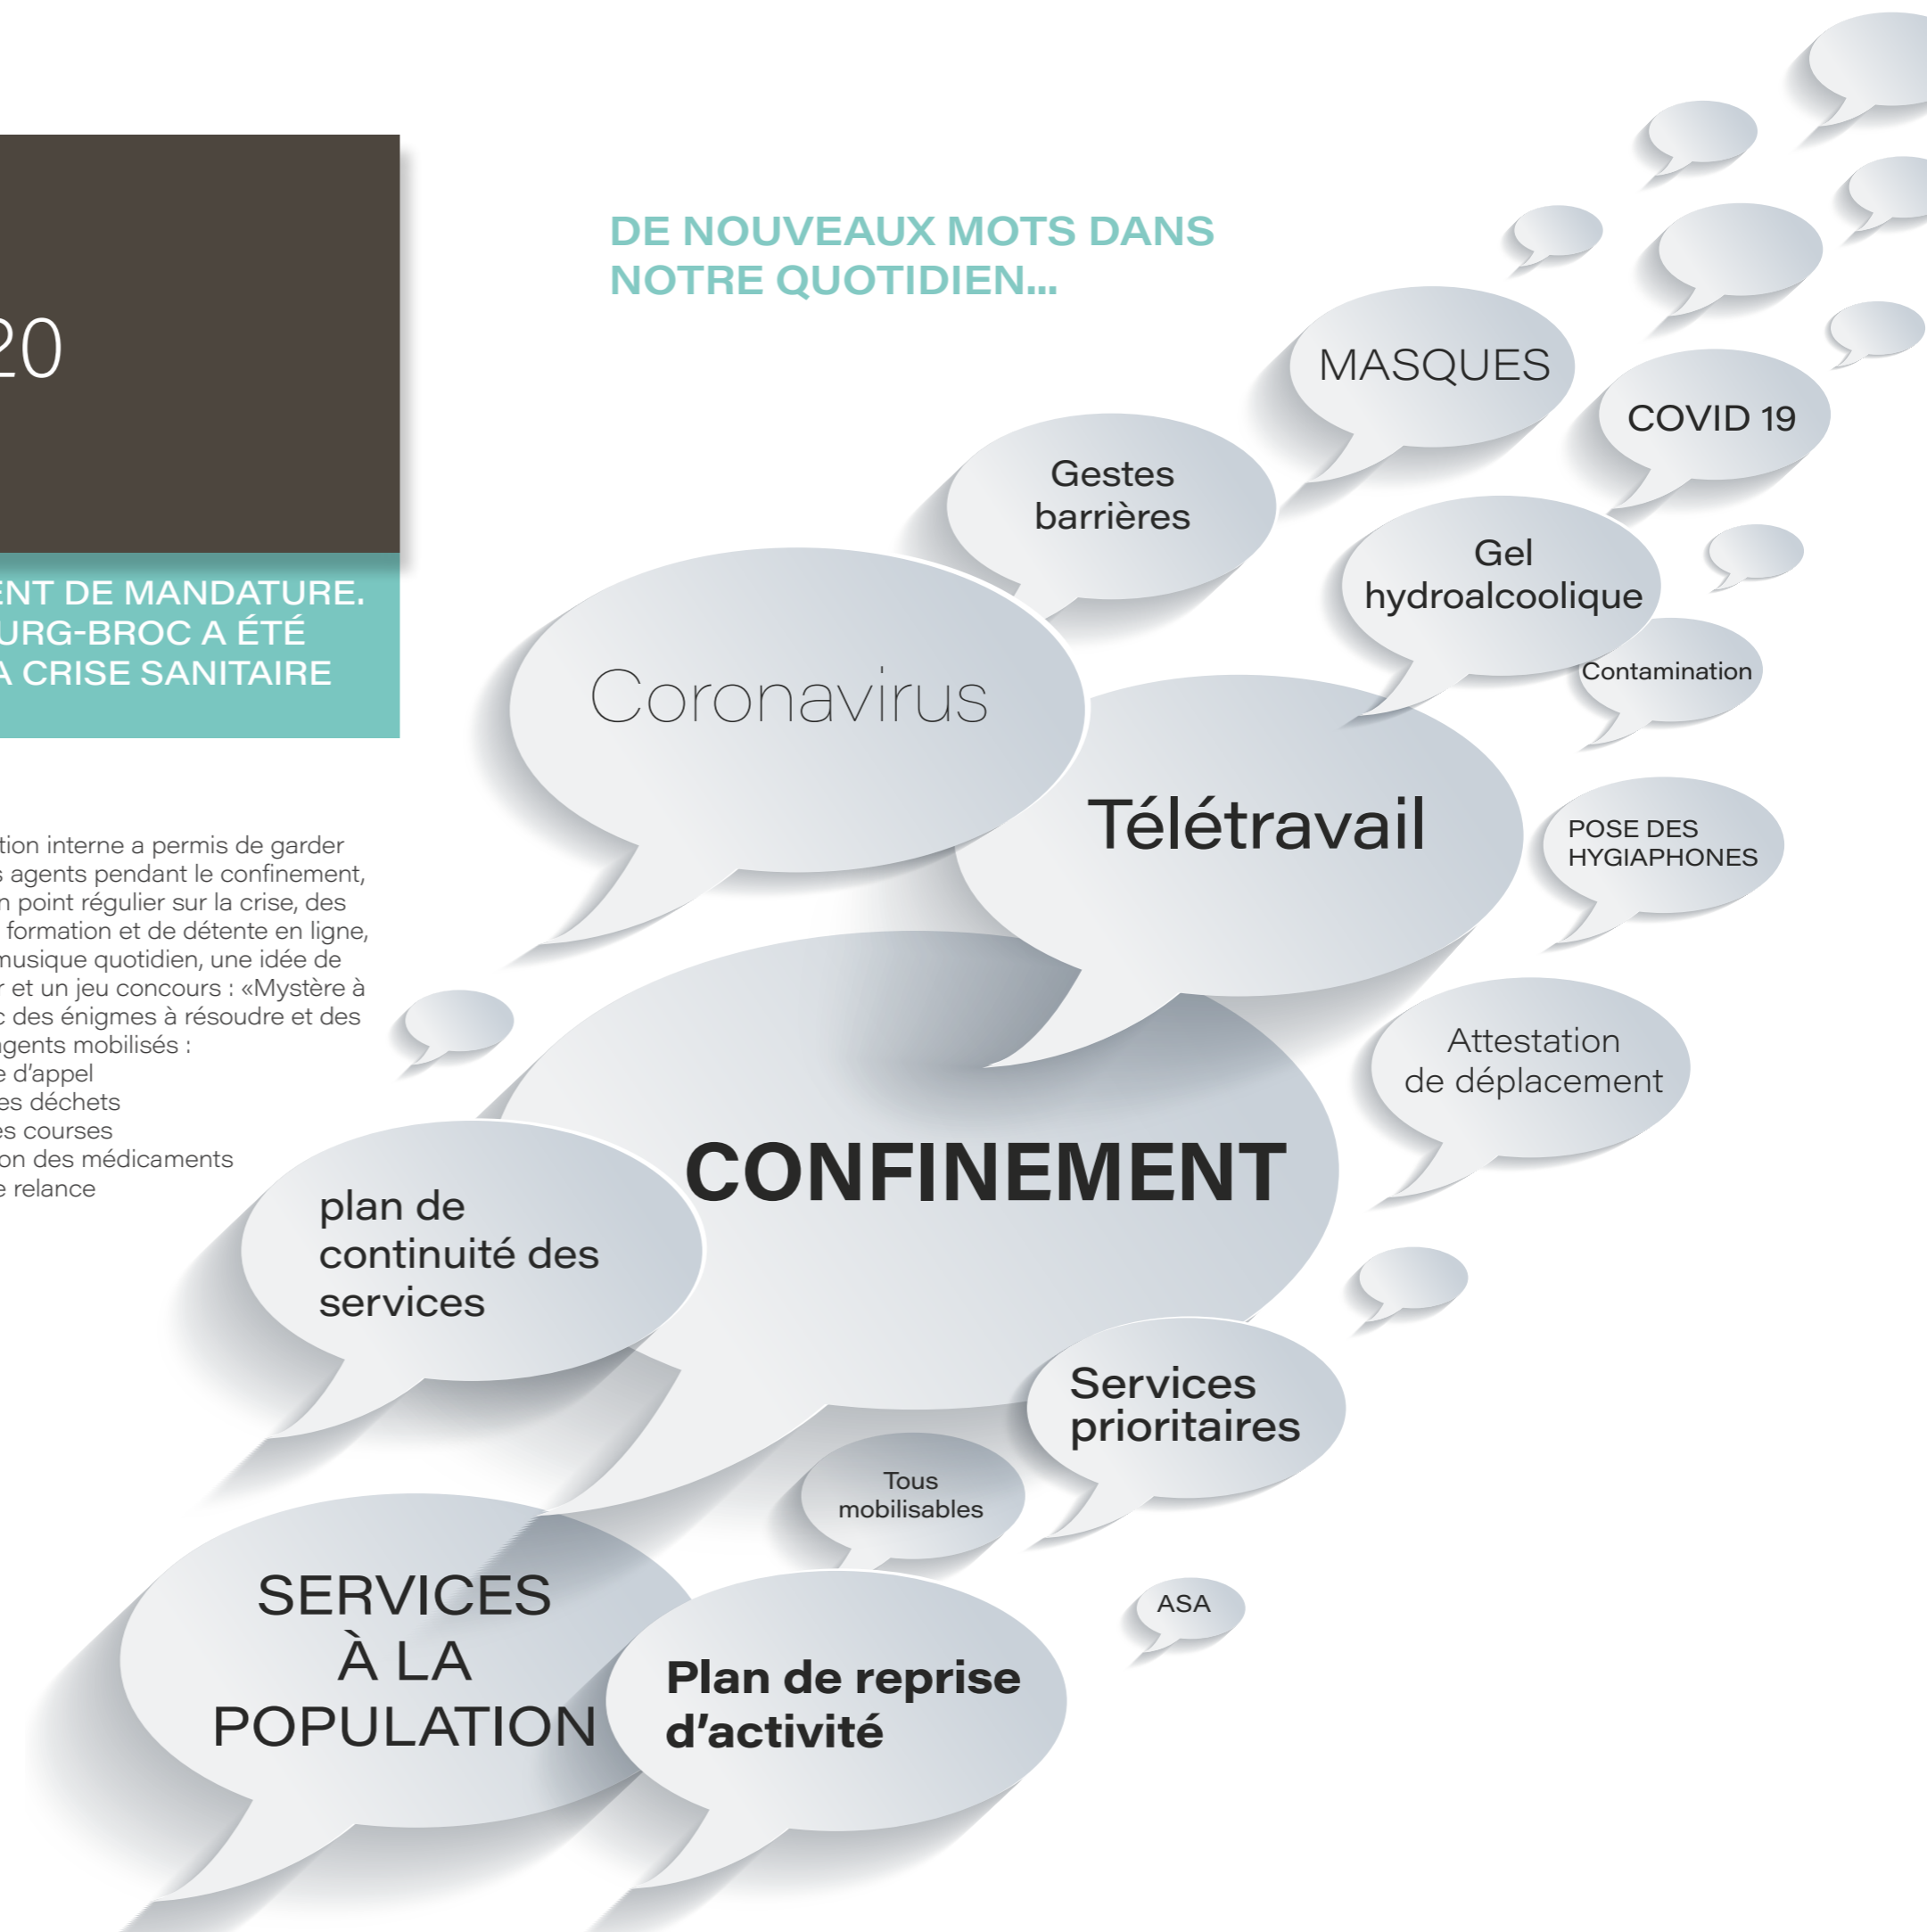 20
ENT DE MANDATURE.
URG-BROC A ÉTÉ
A CRISE SANITAIRE
tion interne a permis de garder
s agents pendant le confinement,
n point régulier sur la crise, des
formation et de détente en ligne,
musique quotidien, une idée de
r et un jeu concours : «Mystère à
c des énigmes à résoudre et des
agents mobilisés :
e d'appel
es déchets
es courses
on des médicaments
e relance
DE NOUVEAUX MOTS DANS
NOTRE QUOTIDIEN...
MASQUES
COVID 19
Gestes
barrières
Gel
hydroalcoolique
Contamination
Coronavirus
Télétravail
POSE DES
HYGIAPHONES
Attestation
de déplacement
CONFINEMENT
plan de
continuité des
services
Services
prioritaires
Tous
mobilisables
ASA
SERVICES
À LA
POPULATION
Plan de reprise
d’activité